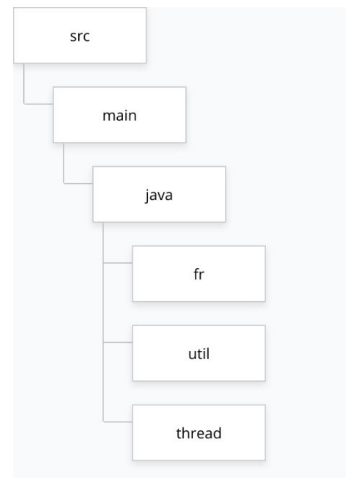 src
main
java
fr
util
thread